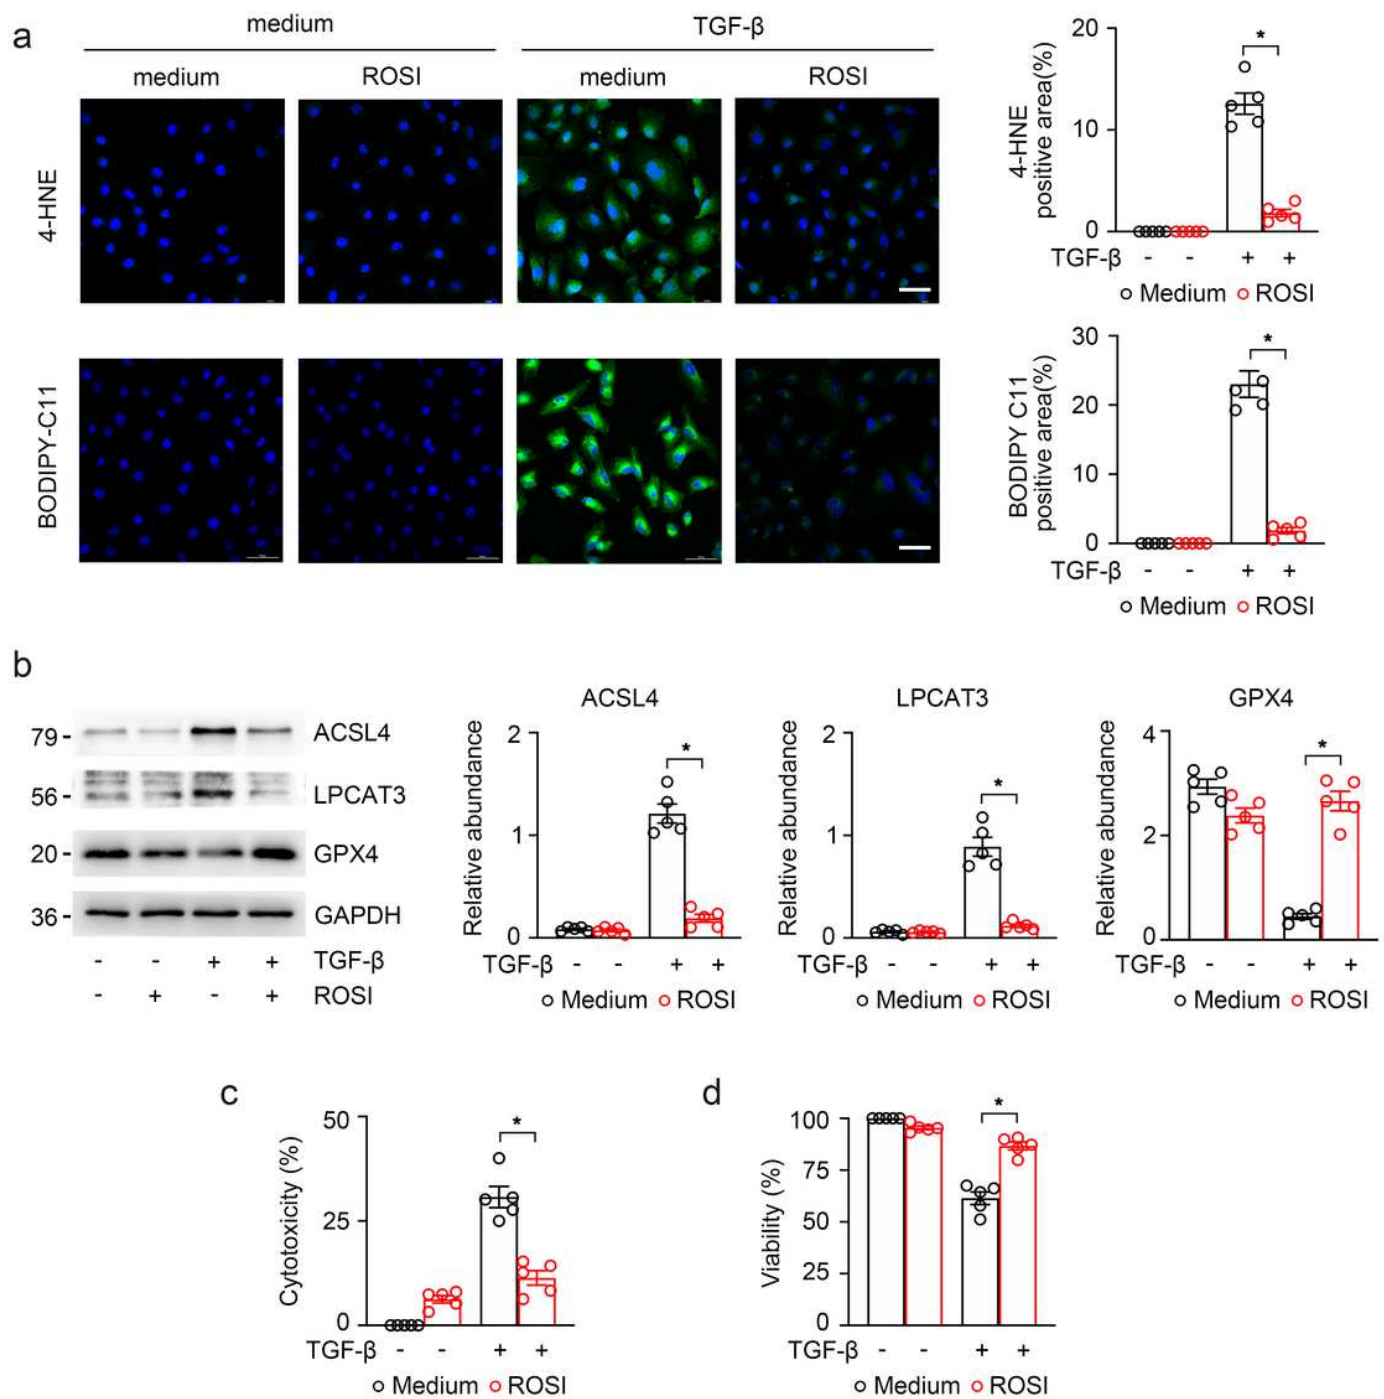 a
medium
TGF-β
medium
ROSI
medium
ROSI
4-HNE
BODIPY-C11
4-HNE
positive area(%)
20
10
0
*
TGF-β - - + +
Medium ROSI
BODIPY C11
positive area(%)
30
20
10
0
*
TGF-β - - + +
Medium ROSI
b
79 - ACSL4
56 - LPCAT3
20 - GPX4
36 - GAPDH
- - + + TGF-β
- + - + ROSI
ACSL4
Relative abundance
2
1
0
*
TGF-β - - + +
Medium ROSI
LPCAT3
Relative abundance
2
1
0
*
TGF-β - - + +
Medium ROSI
GPX4
Relative abundance
4
2
0
*
TGF-β - - + +
Medium ROSI
c
Cytotoxicity (%)
50
25
0
*
TGF-β - - + +
Medium ROSI
d
Viability (%)
100
75
50
25
0
*
TGF-β - - + +
Medium ROSI